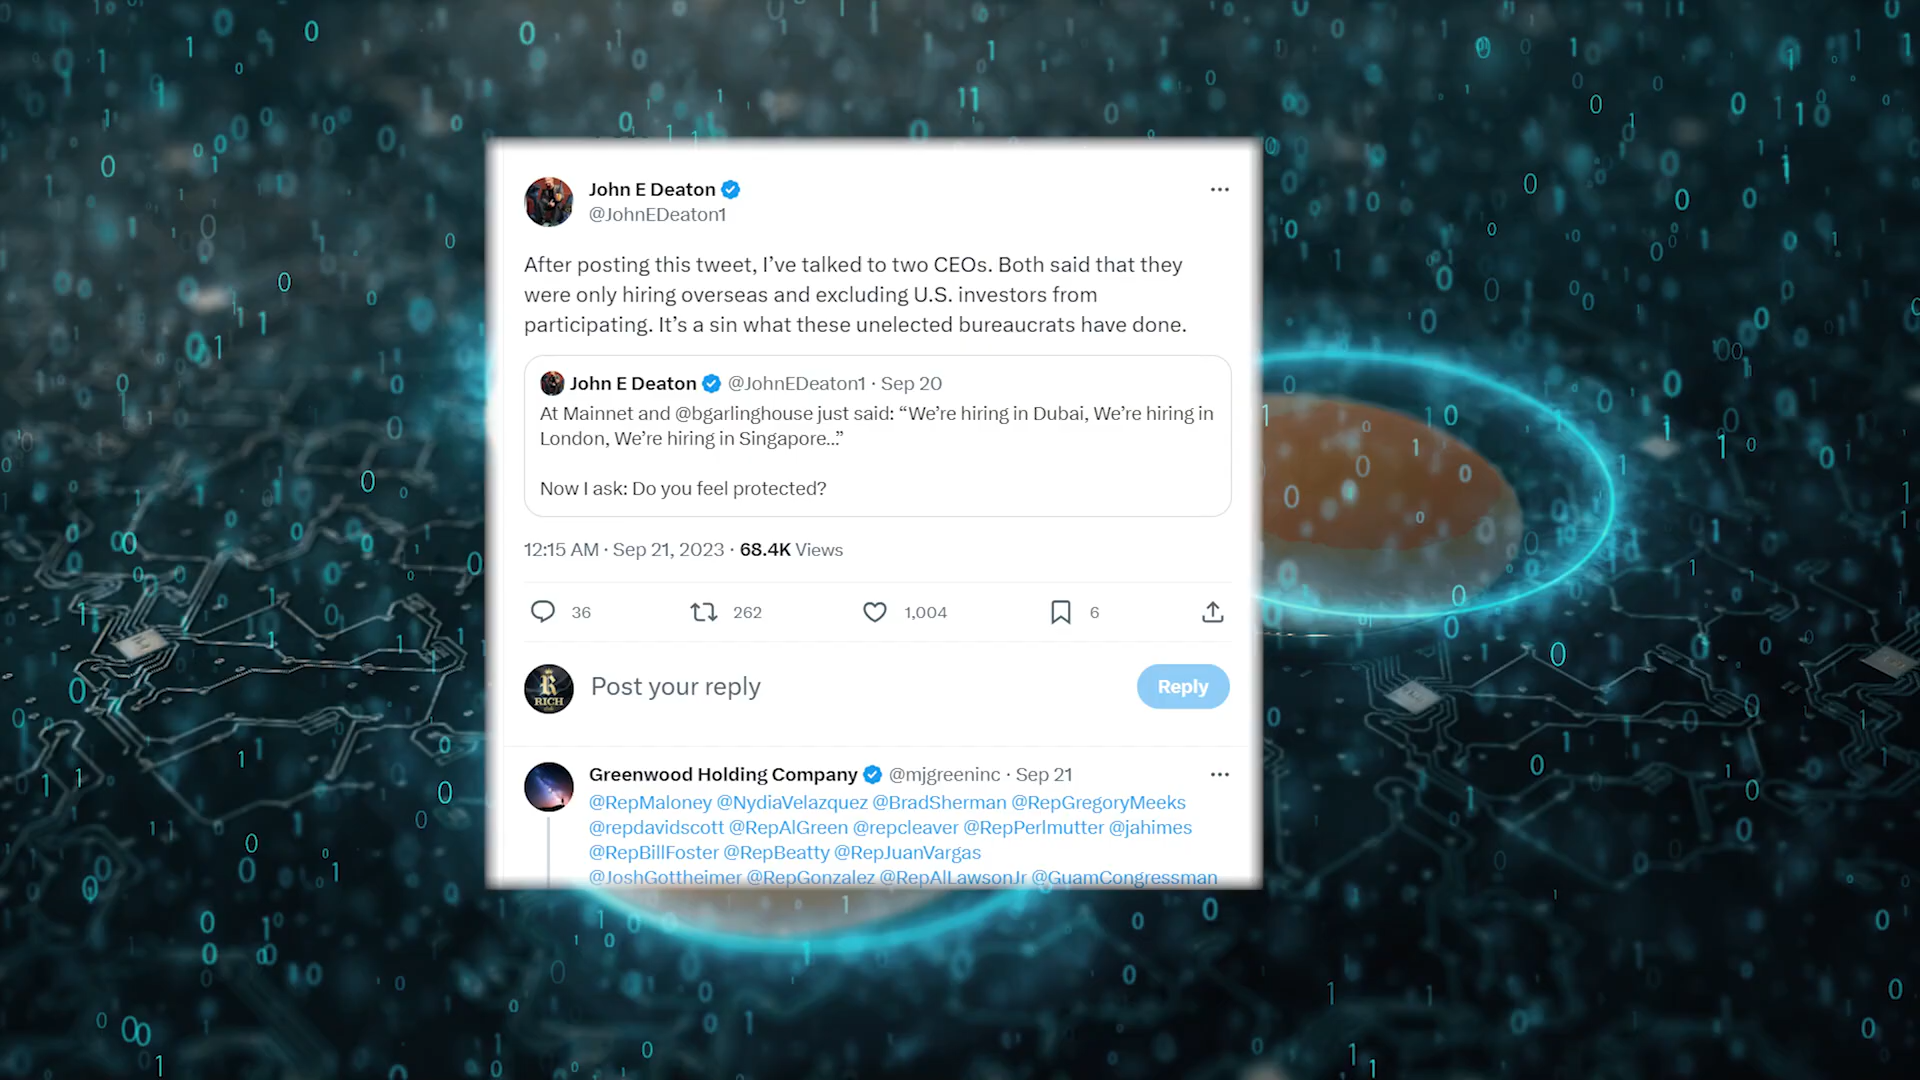 John E Deaton
@JohnEDeaton1
After posting this tweet, I’ve talked to two CEOs. Both said that they
were only hiring overseas and excluding U.S. investors from
participating. It’s a sin what these unelected bureaucrats have done.
John E Deaton @JohnEDeaton1 · Sep 20
At Mainnet and @bgarlinghouse just said: “We’re hiring in Dubai, We’re hiring in
London, We’re hiring in Singapore..”
Now I ask: Do you feel protected?
12:15 AM · Sep 21, 2023 · 68.4K Views
36 262 1,004 6
RICH
Post your reply
Reply
Greenwood Holding Company @mjgreeninc · Sep 21
@RepMaloney @NydiaVelazquez @BradSherman @RepGregoryMeeks
@repdavidscott @RepAlGreen @repcleaver @RepPerlmutter @jahimes
@RepBillFoster @RepBeatty @RepJuanVargas
@JoshGottheimer @RepGonzalez @RepAlLawsonJr @GuamCongressman